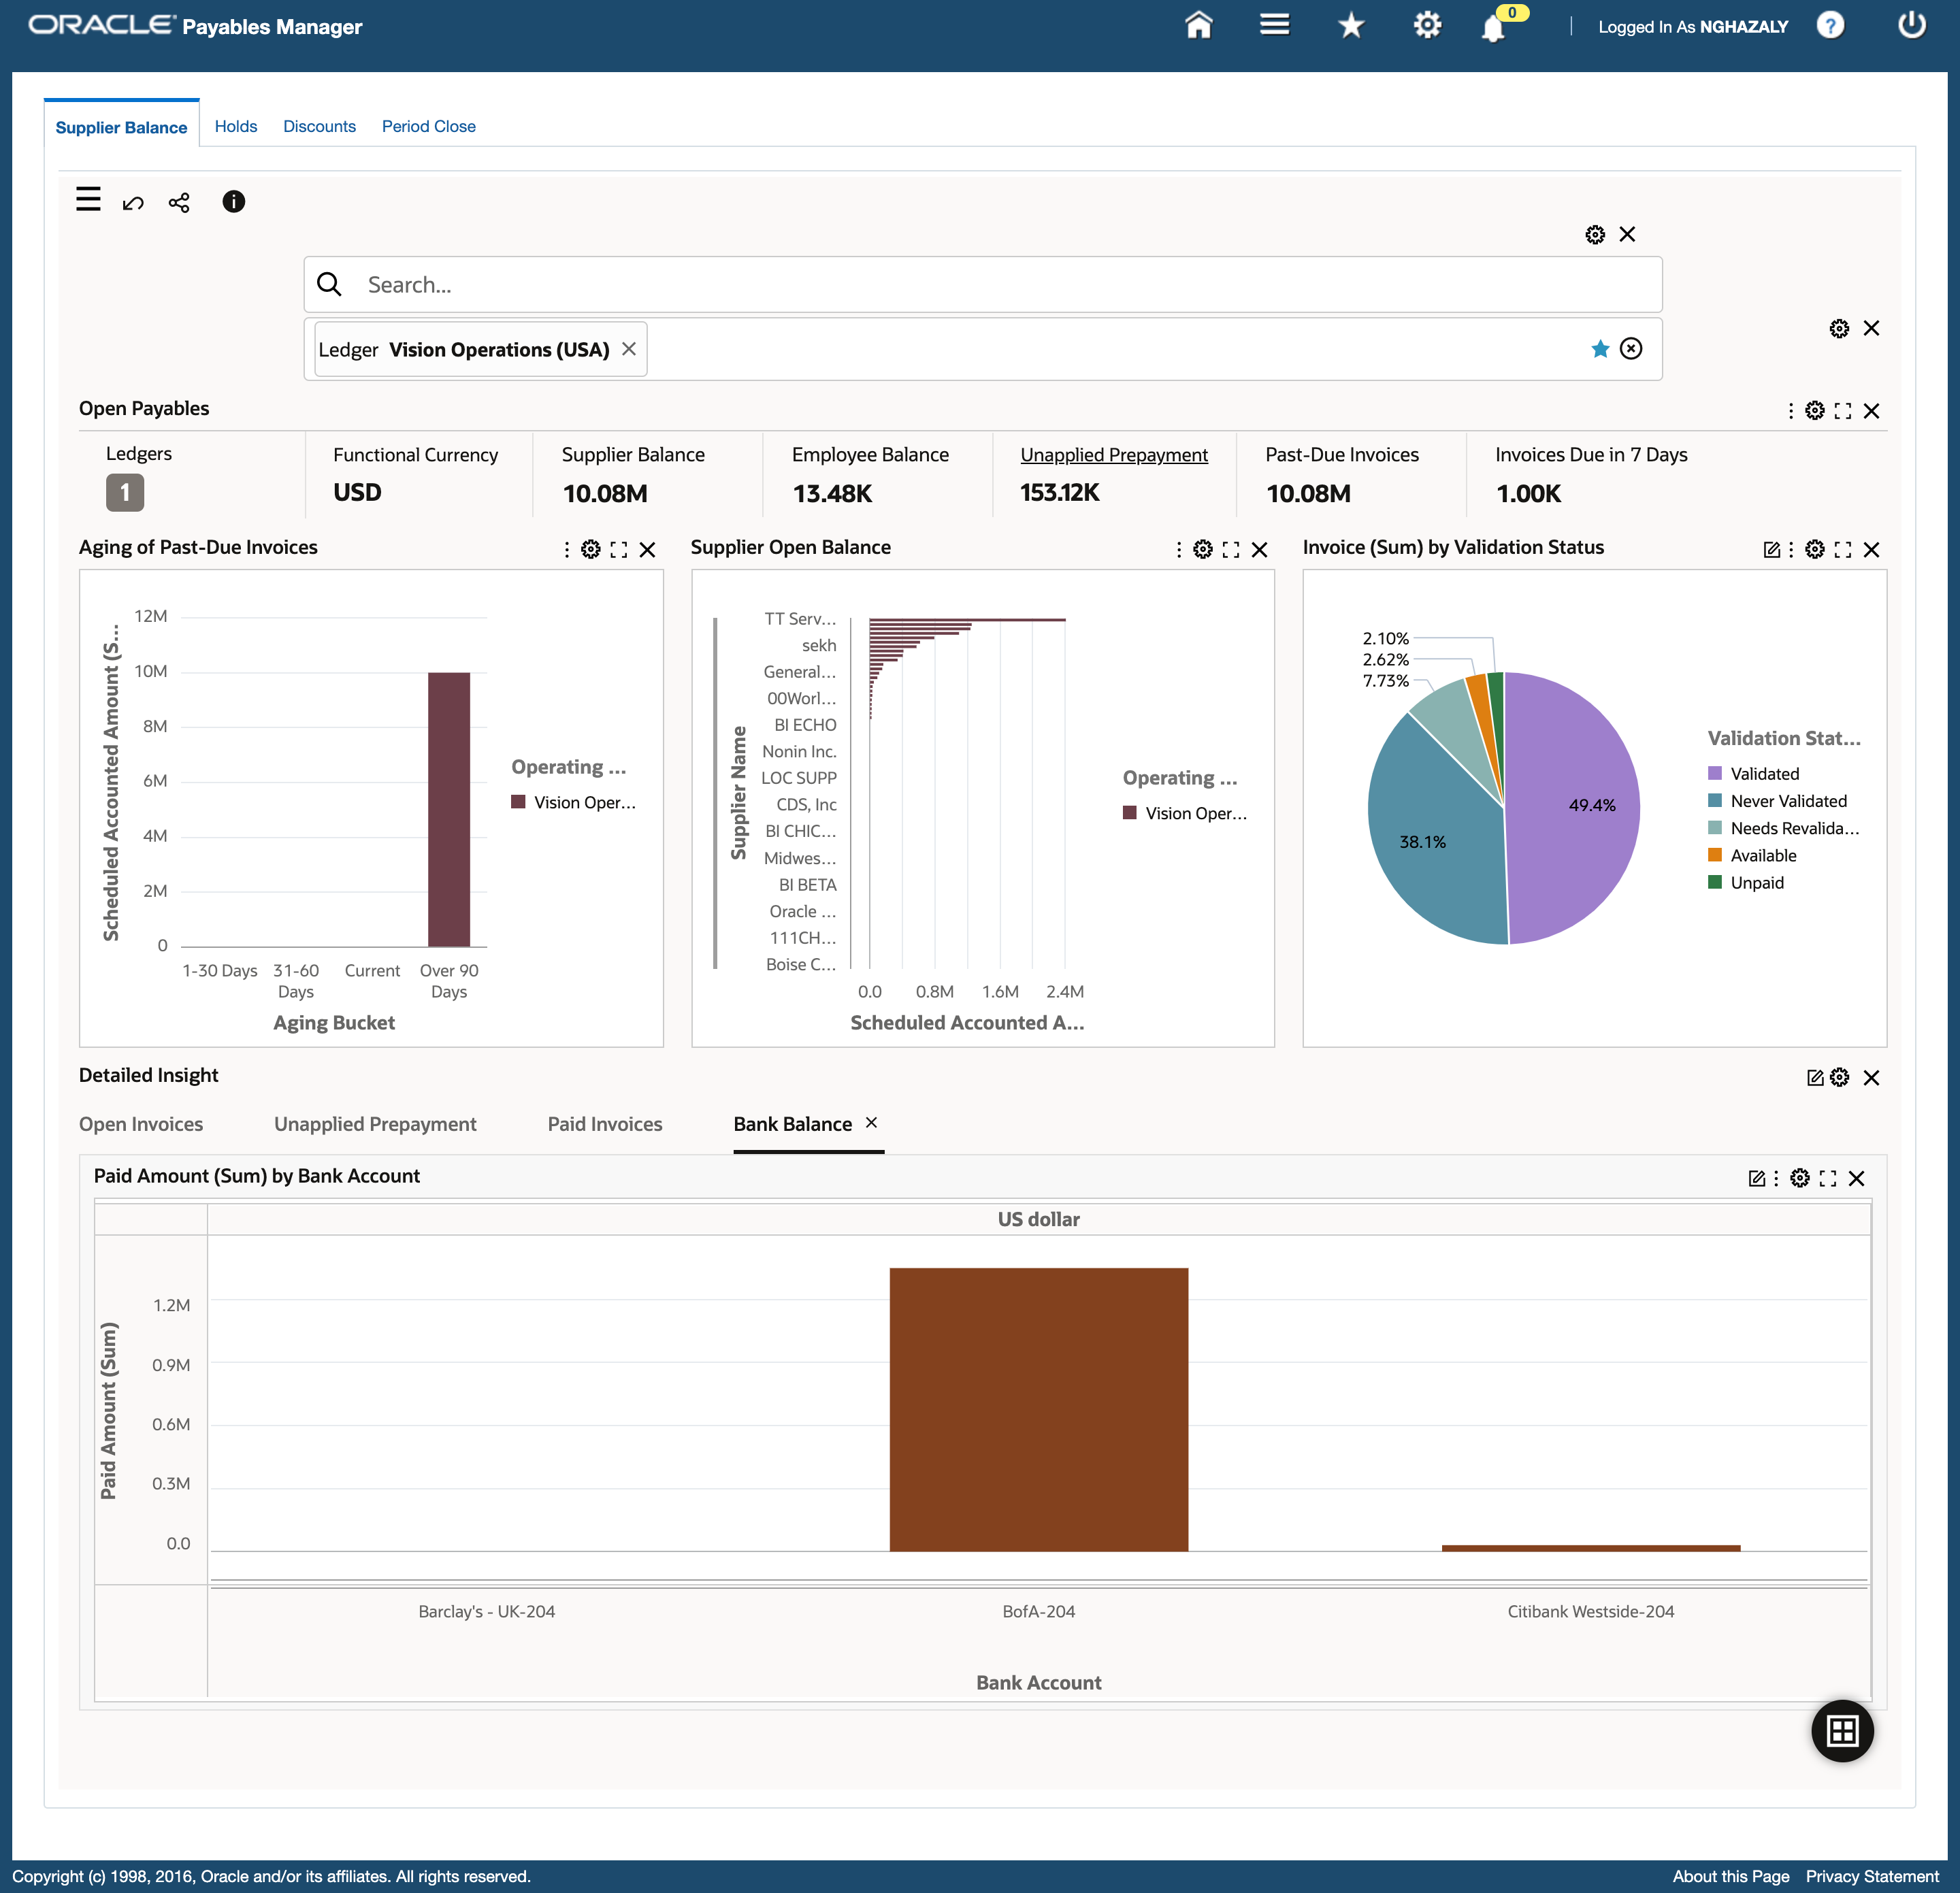 ORACLE Payables Manager
0
Logged In As NGHAZALY
?
Supplier Balance Holds Discounts Period Close
Search...
Ledger Vision Operations (USA)
Open Payables
Ledgers
1
Functional Currency
USD
Supplier Balance
10.08M
Employee Balance
13.48K
Unapplied Prepayment
153.12K
Past-Due Invoices
10.08M
Invoices Due in 7 Days
1.00K
Aging of Past-Due Invoices
Scheduled Accounted Amount (S...
12M
10M
8M
6M
4M
2M
0
1-30 Days
31-60 Days
Current
Over 90 Days
Aging Bucket
Operating ...
Vision Oper...
Supplier Open Balance
Supplier Name
TT Serv...
sekh
General...
00Worl...
BI ECHO
Nonin Inc.
LOC SUPP
CDS, Inc
BI CHIC...
Midwes...
BI BETA
Oracle ...
111CH...
Boise C...
0.0 0.8M 1.6M 2.4M
Scheduled Accounted A...
Operating ...
Vision Oper...
Invoice (Sum) by Validation Status
2.10%
2.62%
7.73%
49.4%
38.1%
Validation Stat...
Validated
Never Validated
Needs Revalida...
Available
Unpaid
Detailed Insight
Open Invoices Unapplied Prepayment Paid Invoices Bank Balance
Paid Amount (Sum) by Bank Account
US dollar
Paid Amount (Sum)
1.2M
0.9M
0.6M
0.3M
0.0
Barclay's - UK-204 BofA-204 Citibank Westside-204
Bank Account
Copyright (c) 1998, 2016, Oracle and/or its affiliates. All rights reserved.
About this Page Privacy Statement